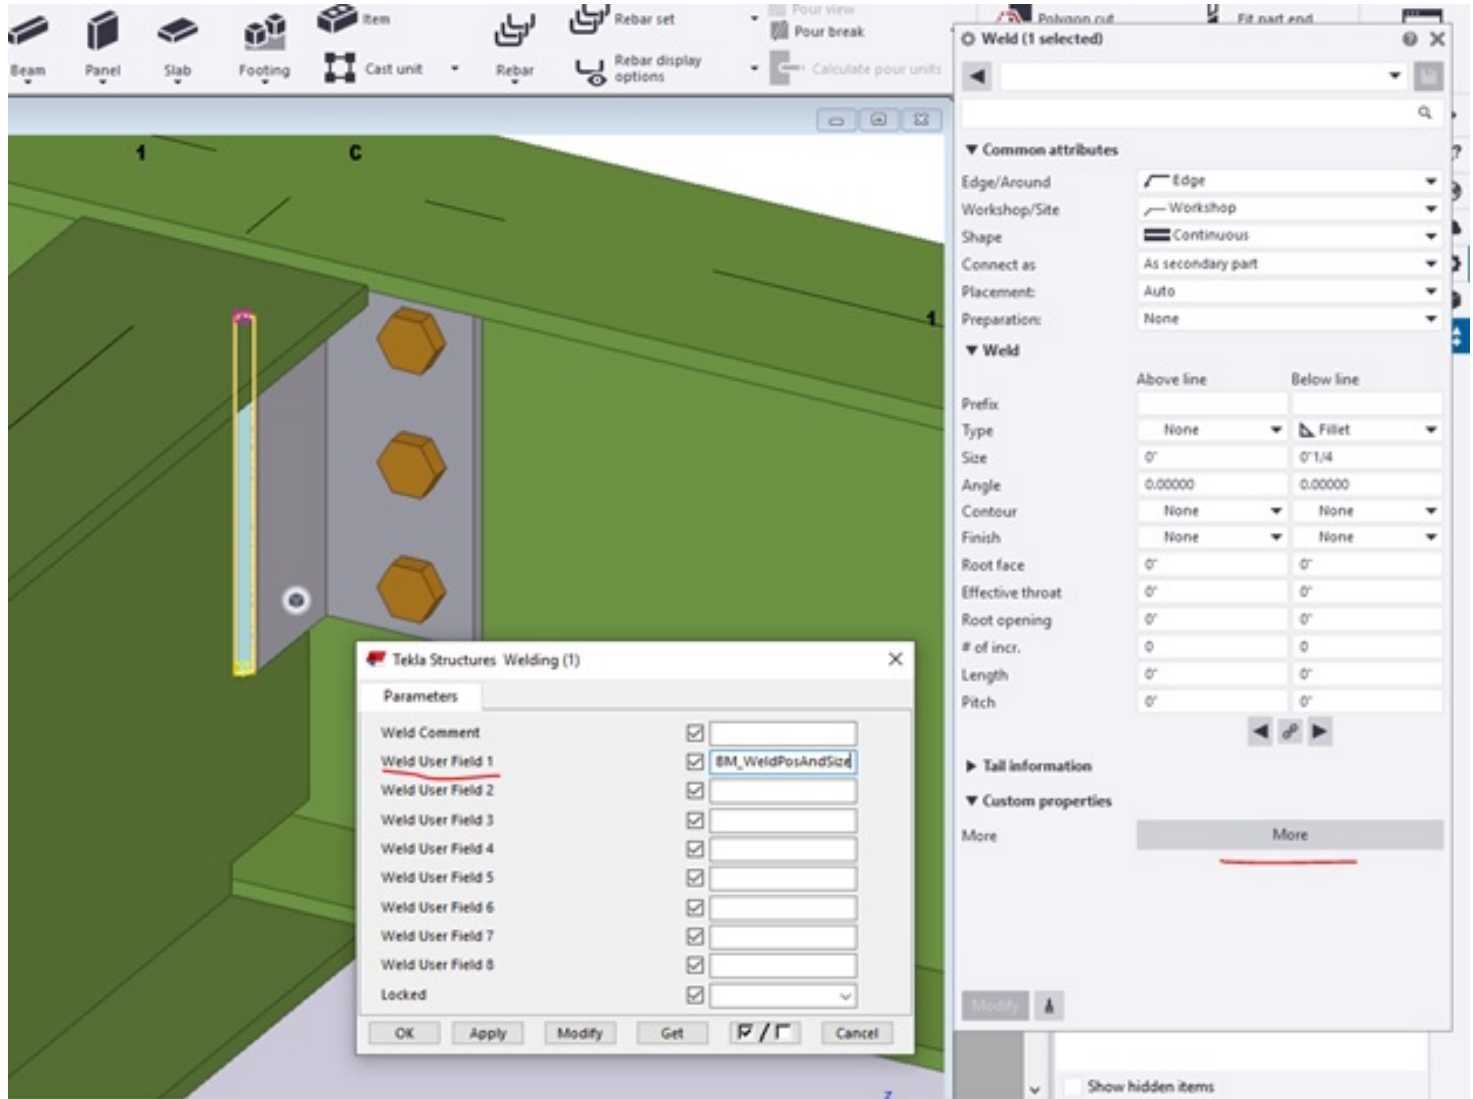 Item
Rebar set
Pour view
Pour break
Polygon cut
Fit part end
Beam
Panel
Slab
Footing
Cast unit
Rebar
Rebar display
options
Calculate pour units
Weld (1 selected)
Common attributes
Edge/Around Edge
Workshop/Site Workshop
Shape Continuous
Connect as As secondary part
Placement: Auto
Preparation: None
Weld
Above line Below line
Prefix
Type None Fillet
Size 0" 0"1/4
Angle 0.00000 0.00000
Contour None None
Finish None None
Root face 0" 0"
Effective throat 0" 0"
Root opening 0" 0"
# of incr. 0 0
Length 0" 0"
Pitch 0" 0"
Tail information
Custom properties
More More
Modify
Show hidden items
1
C
1
Tekla Structures Welding (1)
Parameters
Weld Comment
Weld User Field 1 BM_WeldPosAndSize
Weld User Field 2
Weld User Field 3
Weld User Field 4
Weld User Field 5
Weld User Field 6
Weld User Field 7
Weld User Field 8
Locked
OK Apply Modify Get / Cancel
z